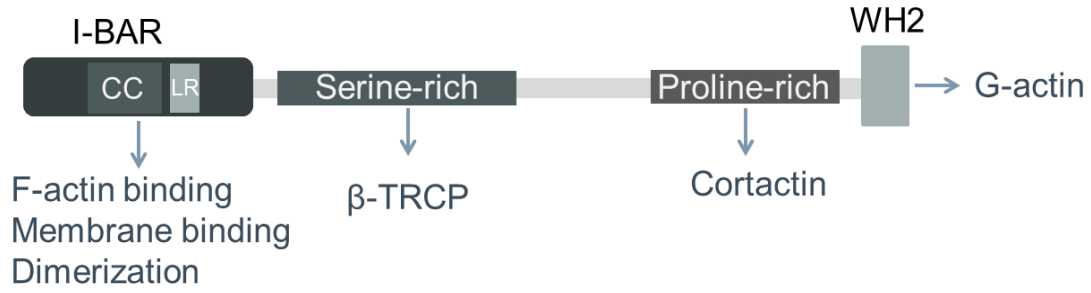 I-BAR
WH2
CC
LR
Serine-rich
Proline-rich
G-actin
F-actin binding
Membrane binding
Dimerization
β-TRCP
Cortactin